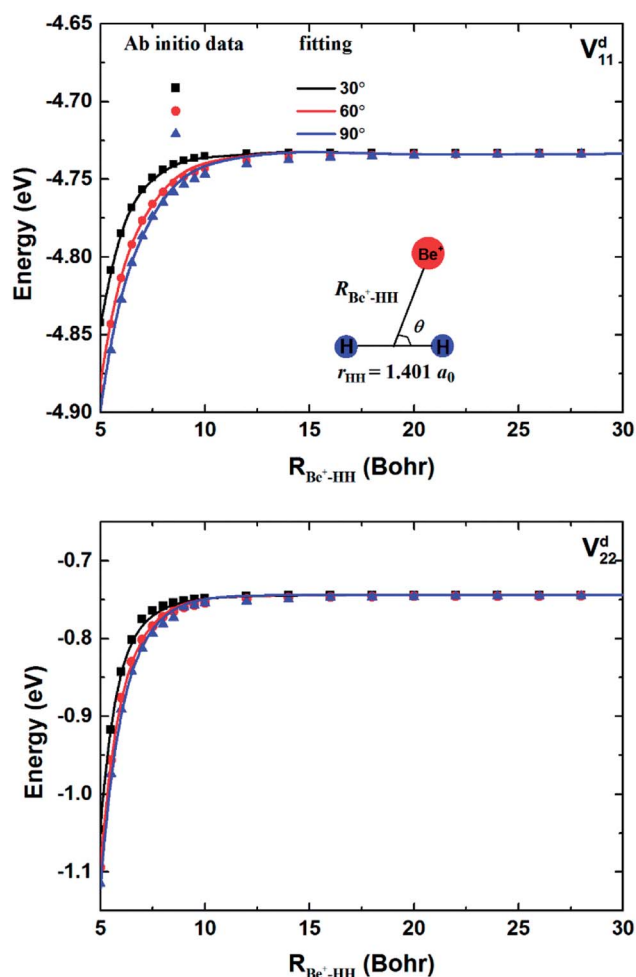 -4.65
Ab initio data fitting V₁₁ᵈ
30°
-4.70
60°
90°
-4.75
Energy (eV)
-4.80
Be⁺
R_Be⁺-HH
θ
-4.85
H H
r_HH = 1.401 a₀
-4.90
5 10 15 20 25 30
R_Be⁺-HH (Bohr)
V₂₂ᵈ
-0.7
-0.8
Energy (eV)
-0.9
-1.0
-1.1
5 10 15 20 25 30
R_Be⁺-HH (Bohr)